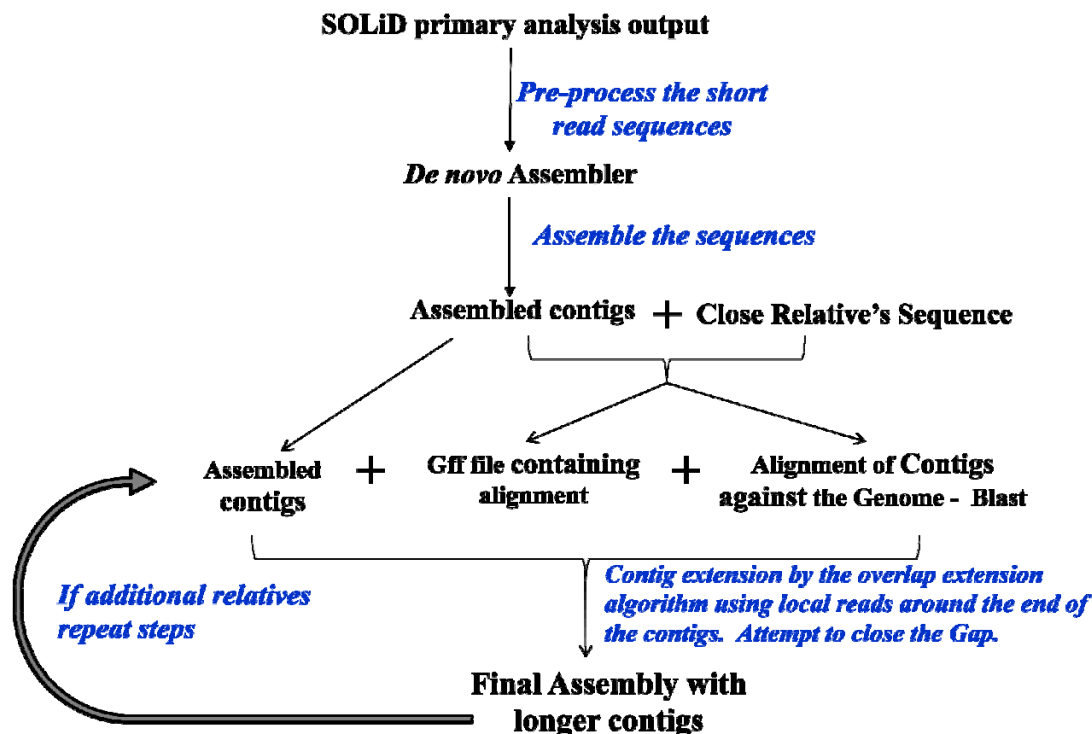 SOLiD primary analysis output
Pre-process the short
read sequences
De novo Assembler
Assemble the sequences
Assembled contigs + Close Relative's Sequence
Assembled
contigs
+
Gff file containing
alignment
+
Alignment of Contigs
against the Genome - Blast
If additional relatives
repeat steps
Contig extension by the overlap extension
algorithm using local reads around the end of
the contigs. Attempt to close the Gap.
Final Assembly with
longer contigs